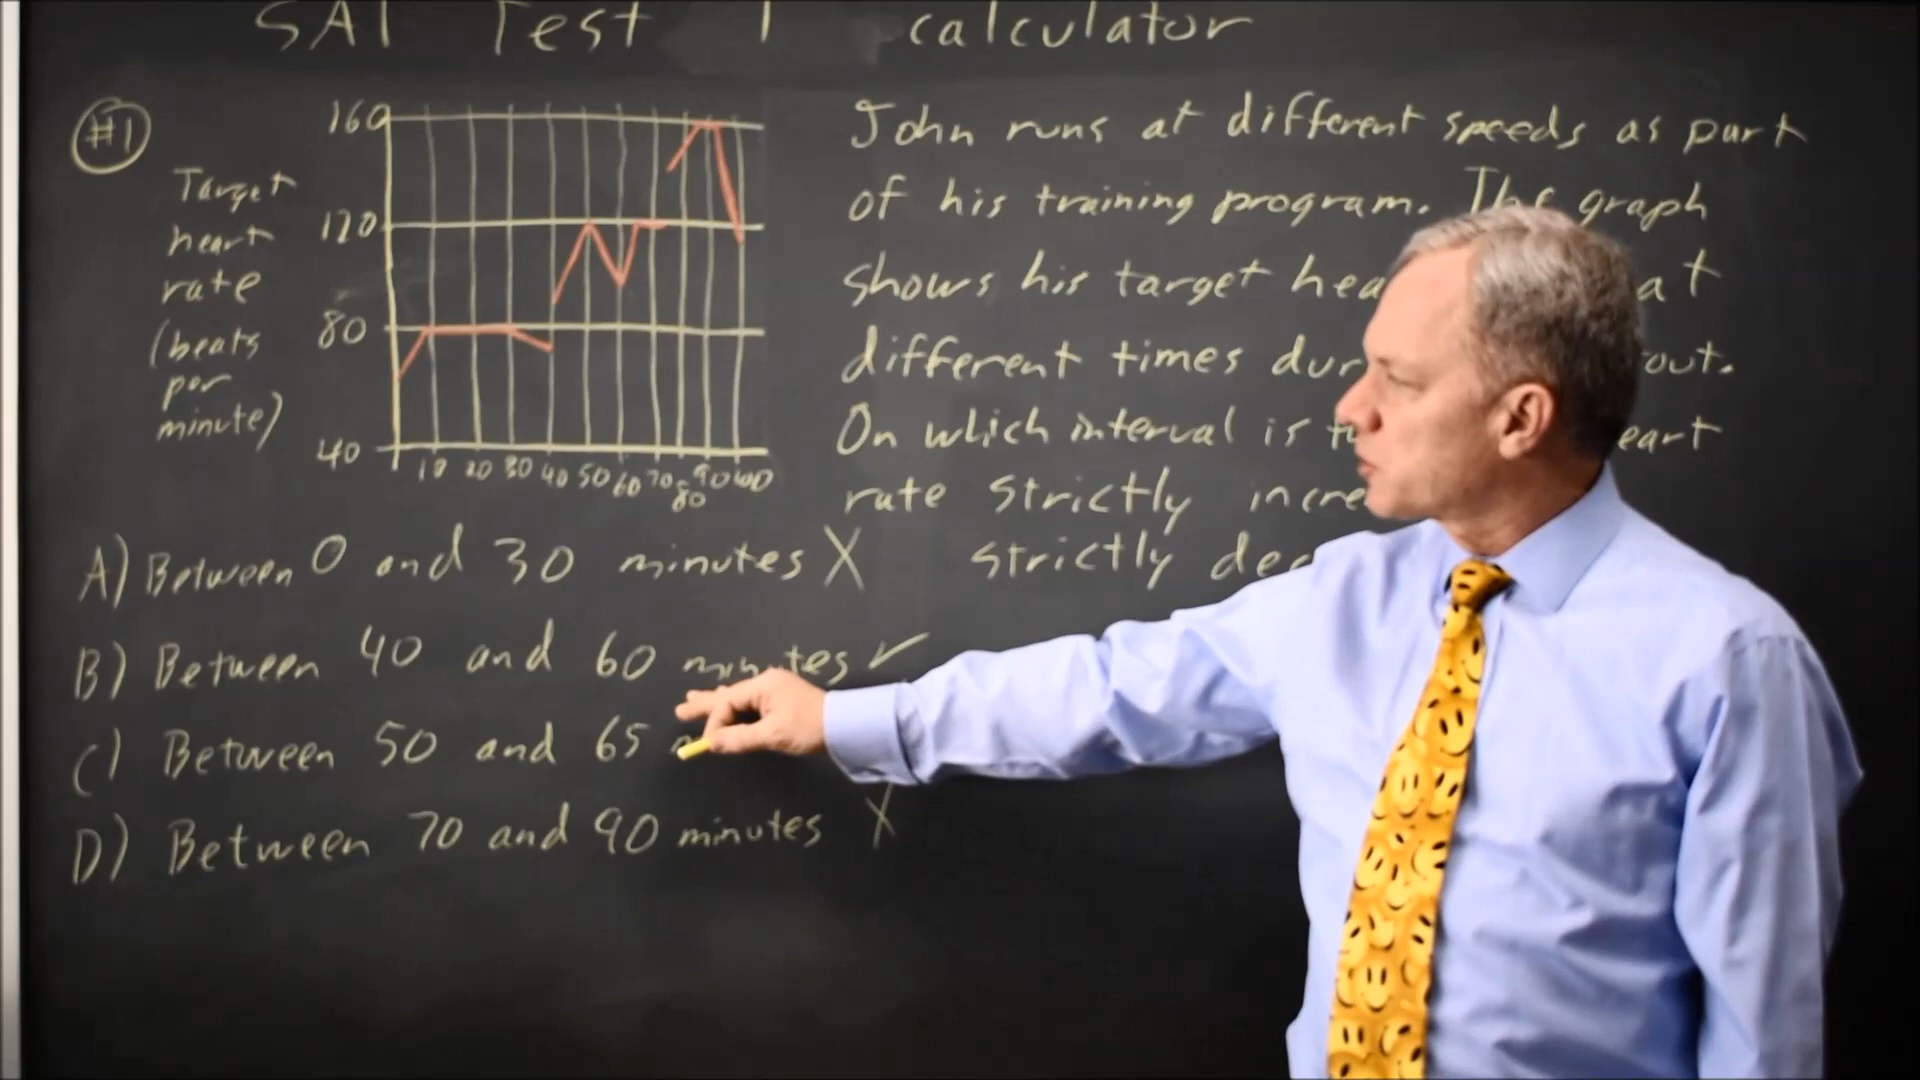 SAT Test 1 calculator
#1
Target
heart
rate
(beats
per
minute)
160
120
80
40
10 20 30 40 50 60 70 80 90 100
John runs at different speeds as part
of his training program. The graph
shows his target at
different times out.
On which interval is
rate strictly
strictly
A) Between 0 and 30 minutes X
B) Between 40 and 60 minutes ✓
C) Between 50 and 65
D) Between 70 and 90 minutes X